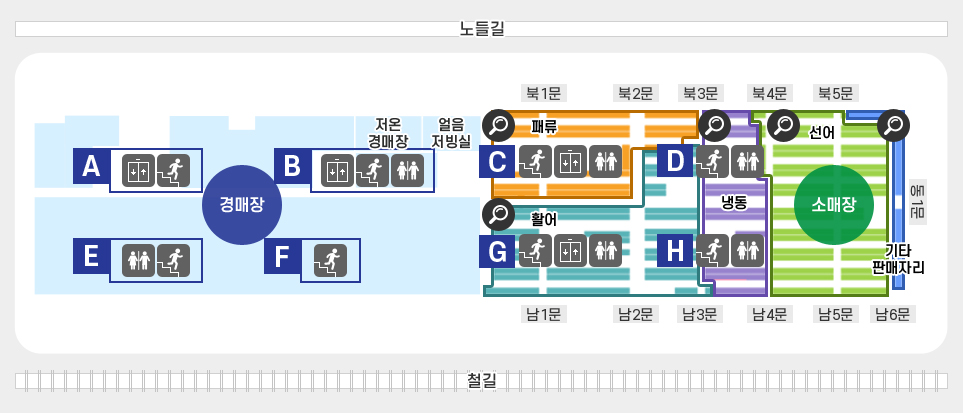 노들길
북1문
북2문
북3문
북4문
북5문
저온
경매장
얼음
저빙실
패류
선어
A
B
C
D
경매장
냉동
소매장
동1문
활어
E
F
G
H
기타
판매자리
남1문
남2문
남3문
남4문
남5문
남6문
철길